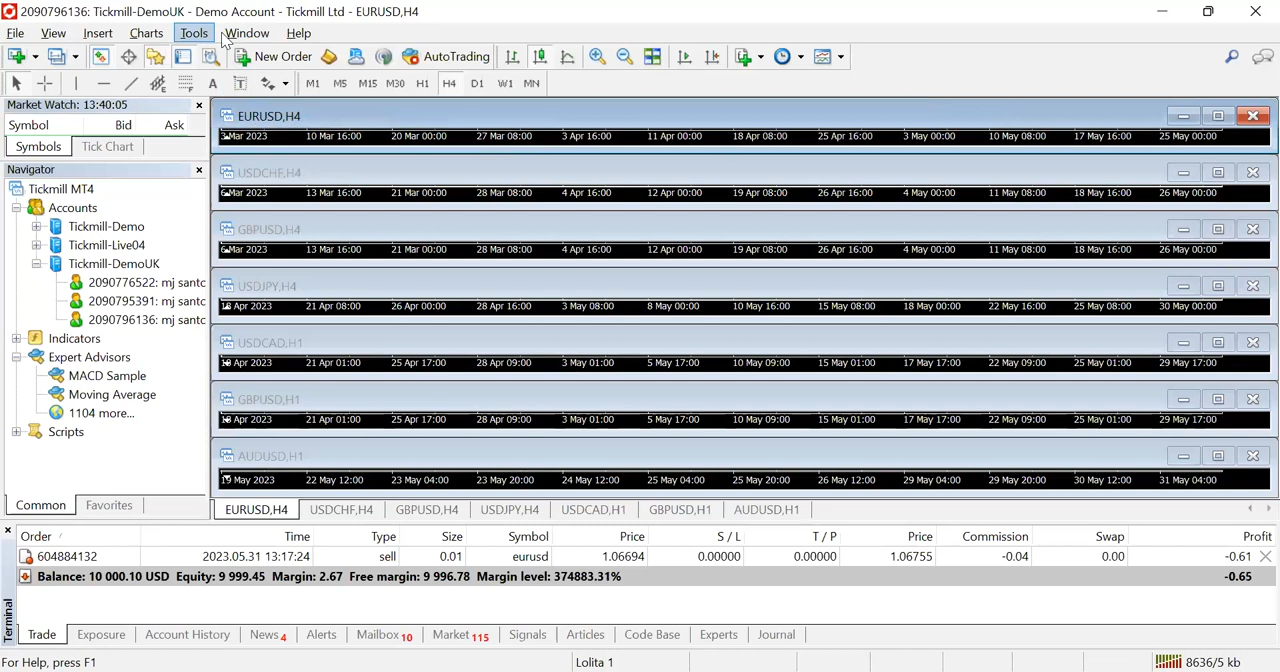 2090796136: Tickmill-DemoUK - Demo Account - Tickmill Ltd - EURUSD,H4
File View Insert Charts Tools Window Help
New Order AutoTrading
A T M1 M5 M15 M30 H1 H4 D1 W1 MN
Market Watch: 13:40:05
Symbol Bid Ask
Symbols Tick Chart
Navigator
Tickmill MT4
Accounts
Tickmill-Demo
Tickmill-Live04
Tickmill-DemoUK
2090776522: mj santc
2090795391: mj santc
2090796136: mj santc
Indicators
Expert Advisors
MACD Sample
Moving Average
1104 more...
Scripts
Common Favorites
EURUSD,H4
Mar 2023 10 Mar 16:00 20 Mar 00:00 27 Mar 08:00 3 Apr 16:00 11 Apr 00:00 18 Apr 08:00 25 Apr 16:00 3 May 00:00 10 May 08:00 17 May 16:00 25 May 00:00
USDCHF,H4
6 Mar 2023 13 Mar 16:00 21 Mar 00:00 28 Mar 08:00 4 Apr 16:00 12 Apr 00:00 19 Apr 08:00 26 Apr 16:00 4 May 00:00 11 May 08:00 18 May 16:00 26 May 00:00
GBPUSD,H4
6 Mar 2023 13 Mar 16:00 21 Mar 00:00 28 Mar 08:00 4 Apr 16:00 12 Apr 00:00 19 Apr 08:00 26 Apr 16:00 4 May 00:00 11 May 08:00 18 May 16:00 26 May 00:00
USDJPY,H4
18 Apr 2023 21 Apr 08:00 26 Apr 00:00 28 Apr 16:00 3 May 08:00 8 May 00:00 10 May 16:00 15 May 08:00 18 May 00:00 22 May 16:00 25 May 08:00 30 May 00:00
USDCAD,H1
18 Apr 2023 21 Apr 01:00 25 Apr 17:00 28 Apr 09:00 3 May 01:00 5 May 17:00 10 May 09:00 15 May 01:00 17 May 17:00 22 May 09:00 25 May 01:00 29 May 17:00
GBPUSD,H1
18 Apr 2023 21 Apr 01:00 25 Apr 17:00 28 Apr 09:00 3 May 01:00 5 May 17:00 10 May 09:00 15 May 01:00 17 May 17:00 22 May 09:00 25 May 01:00 29 May 17:00
AUDUSD,H1
May 2023 22 May 12:00 23 May 04:00 23 May 20:00 24 May 12:00 25 May 04:00 25 May 20:00 26 May 12:00 29 May 04:00 29 May 20:00 30 May 12:00 31 May 04:00
EURUSD,H4 USDCHF,H4 GBPUSD,H4 USDJPY,H4 USDCAD,H1 GBPUSD,H1 AUDUSD,H1
Order Time Type Size Symbol Price S / L T / P Price Commission Swap Profit
604884132 2023.05.31 13:17:24 sell 0.01 eurusd 1.06694 0.00000 0.00000 1.06755 -0.04 0.00 -0.61
Balance: 10 000.10 USD Equity: 9 999.45 Margin: 2.67 Free margin: 9 996.78 Margin level: 374883.31% -0.65
Terminal
Trade Exposure Account History News 4 Alerts Mailbox 10 Market 115 Signals Articles Code Base Experts Journal
For Help, press F1 Lolita 1 8636/5 kb